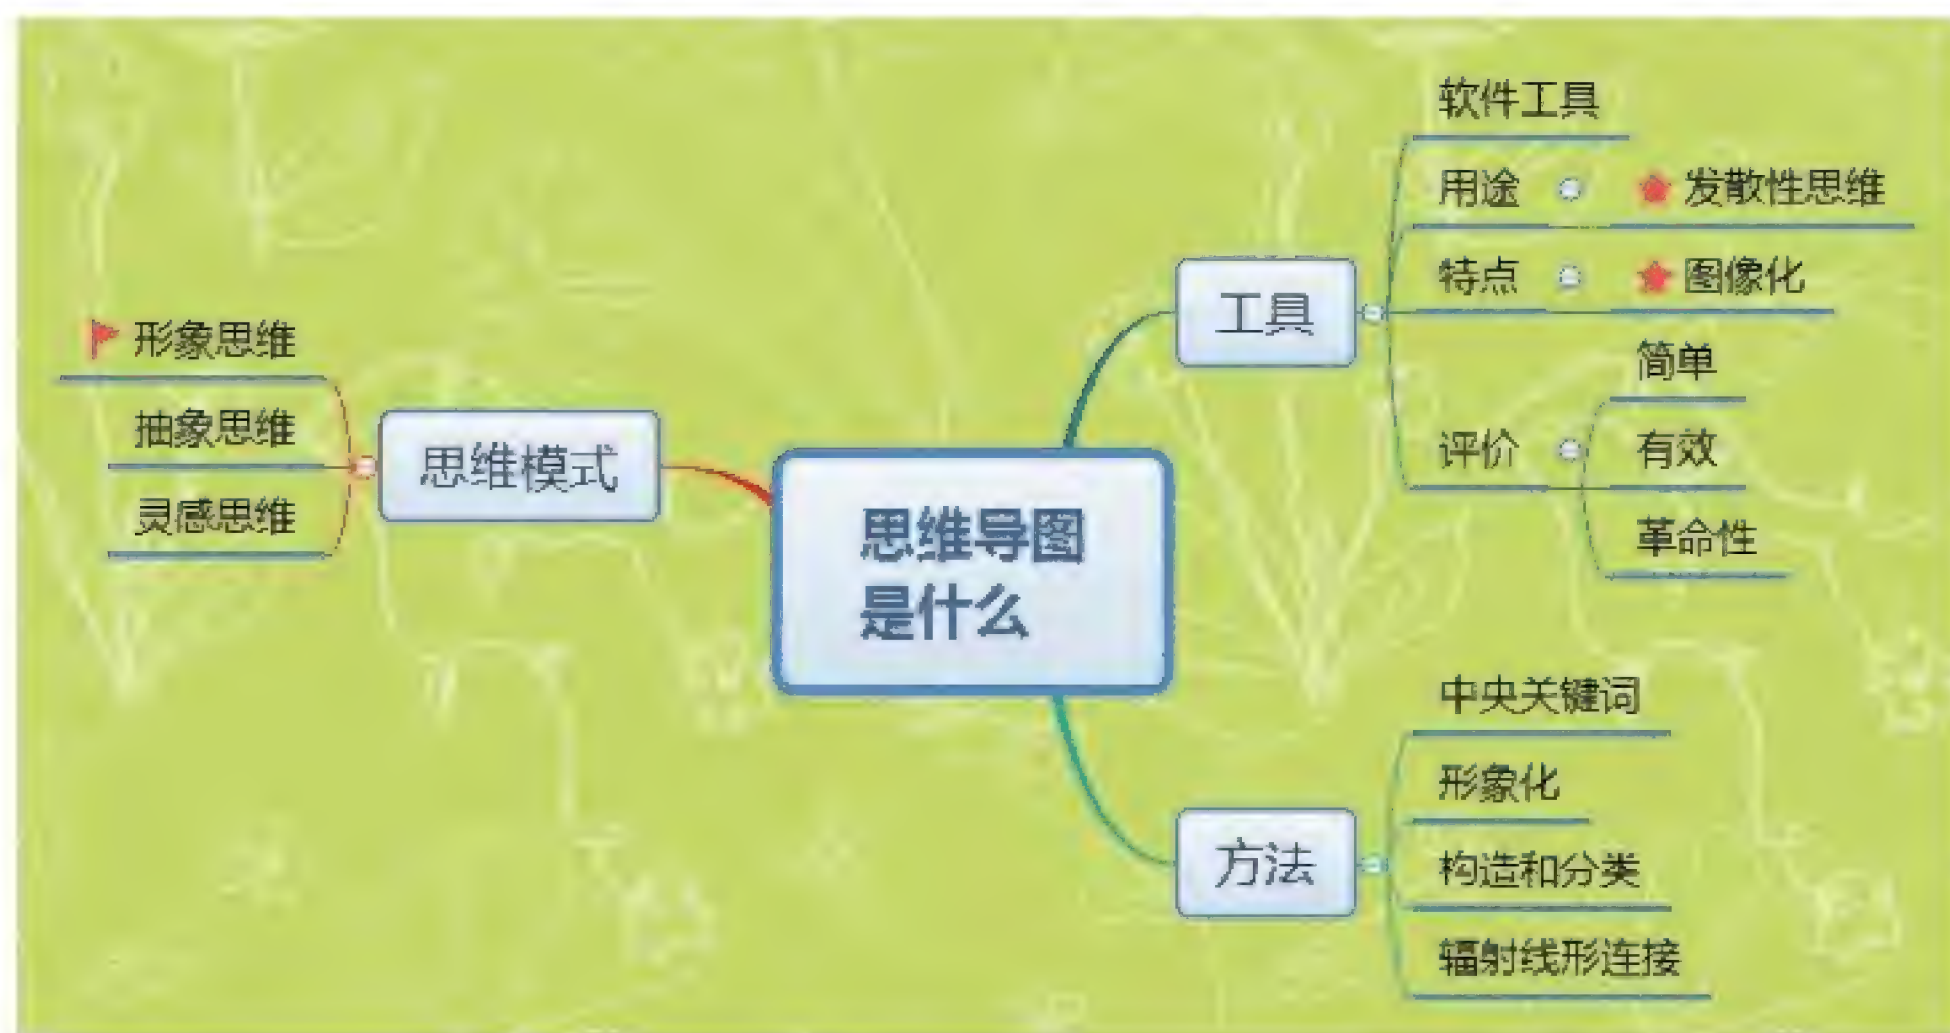 思维导图
是什么
工具
软件工具
用途 发散性思维
特点 图像化
评价
简单
有效
革命性
方法
中央关键词
形象化
构造和分类
辐射线形连接
思维模式
形象思维
抽象思维
灵感思维